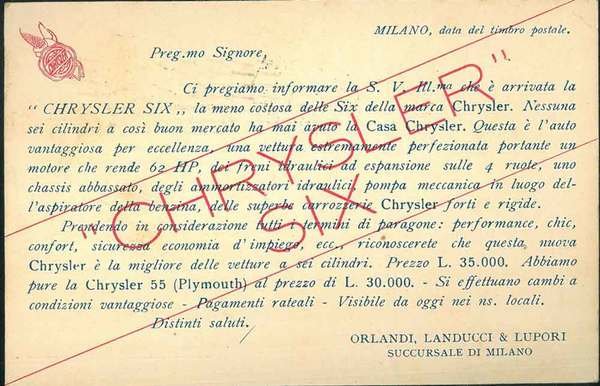 MILANO, data del timbro postale.
Preg.mo Signore,
Ci pregiamo informare la S. V. Ill.ma che è arrivata la
" CHRYSLER SIX „ la meno costosa delle Six della marca Chrysler. Nessuna
sei cilindri a così buon mercato ha mai avuto la Casa Chrysler. Questa è l'auto
vantaggiosa per eccellenza, una vettura estremamente perfezionata portante un
motore che rende 62 HP, dei freni idraulici ad espansione sulle 4 ruote, uno
chassis abbassato, degli ammortizzatori idraulici, pompa meccanica in luogo del-
l'aspiratore della benzina, delle superbe carrozzerie Chrysler forti e rigide.
Prendendo in considerazione tutti i termini di paragone: performance, chic,
confort, sicurezza economia d'impiego, ecc., riconoscerete che questa nuova
Chrysler è la migliore delle vetture a sei cilindri. Prezzo L. 35.000. Abbiamo
pure la Chrysler 55 (Plymouth) al prezzo di L. 30.000. - Si effettuano cambi a
condizioni vantaggiose - Pagamenti rateali - Visibile da oggi nei ns. locali.
Distinti saluti.
ORLANDI, LANDUCCI & LUPORI
SUCCURSALE DI MILANO
"CHRYSLER"
SIX